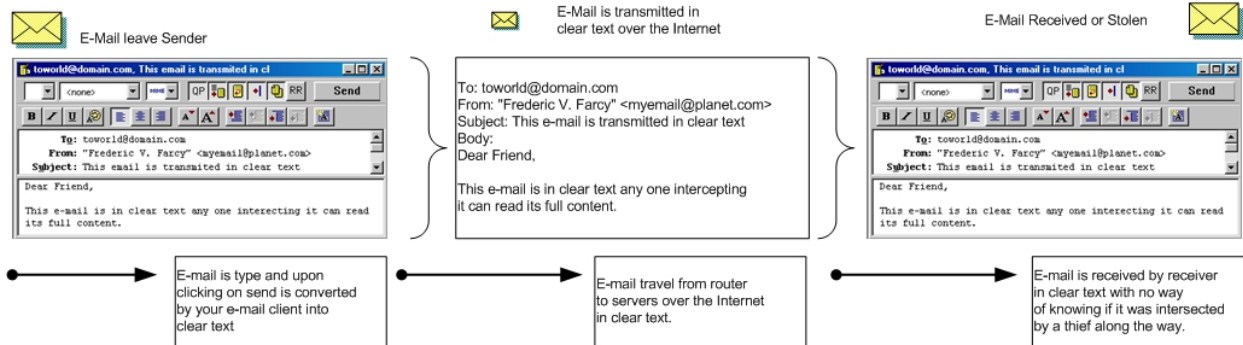 E-Mail leave Sender
E-Mail is transmitted in
clear text over the Internet
E-Mail Received or Stolen
toworld@domain.com, This email is transmited in cl
<none>
MIME
QP
RR
Send
B I U
To: toworld@domain.com
From: "Frederic V. Farcy" <myemail@planet.com>
Subject: This email is transmited in clear text
Dear Friend,
This e-mail is in clear text any one interecting it can read
its full content.
To: toworld@domain.com
From: "Frederic V. Farcy" <myemail@planet.com>
Subject: This e-mail is transmitted in clear text
Body:
Dear Friend,
This e-mail is in clear text any one intercepting
it can read its full content.
toworld@domain.com, This email is transmited in cl
<none>
MIME
QP
RR
Send
B I U
To: toworld@domain.com
From: "Frederic V. Farcy" <myemail@planet.com>
Subject: This email is transmited in clear text
Dear Friend,
This e-mail is in clear text any one interecting it can read
its full content.
E-mail is type and upon
clicking on send is converted
by your e-mail client into
clear text
E-mail travel from router
to servers over the Internet
in clear text.
E-Mail is received by receiver
in clear text with no way
of knowing if it was intersected
by a thief along the way.